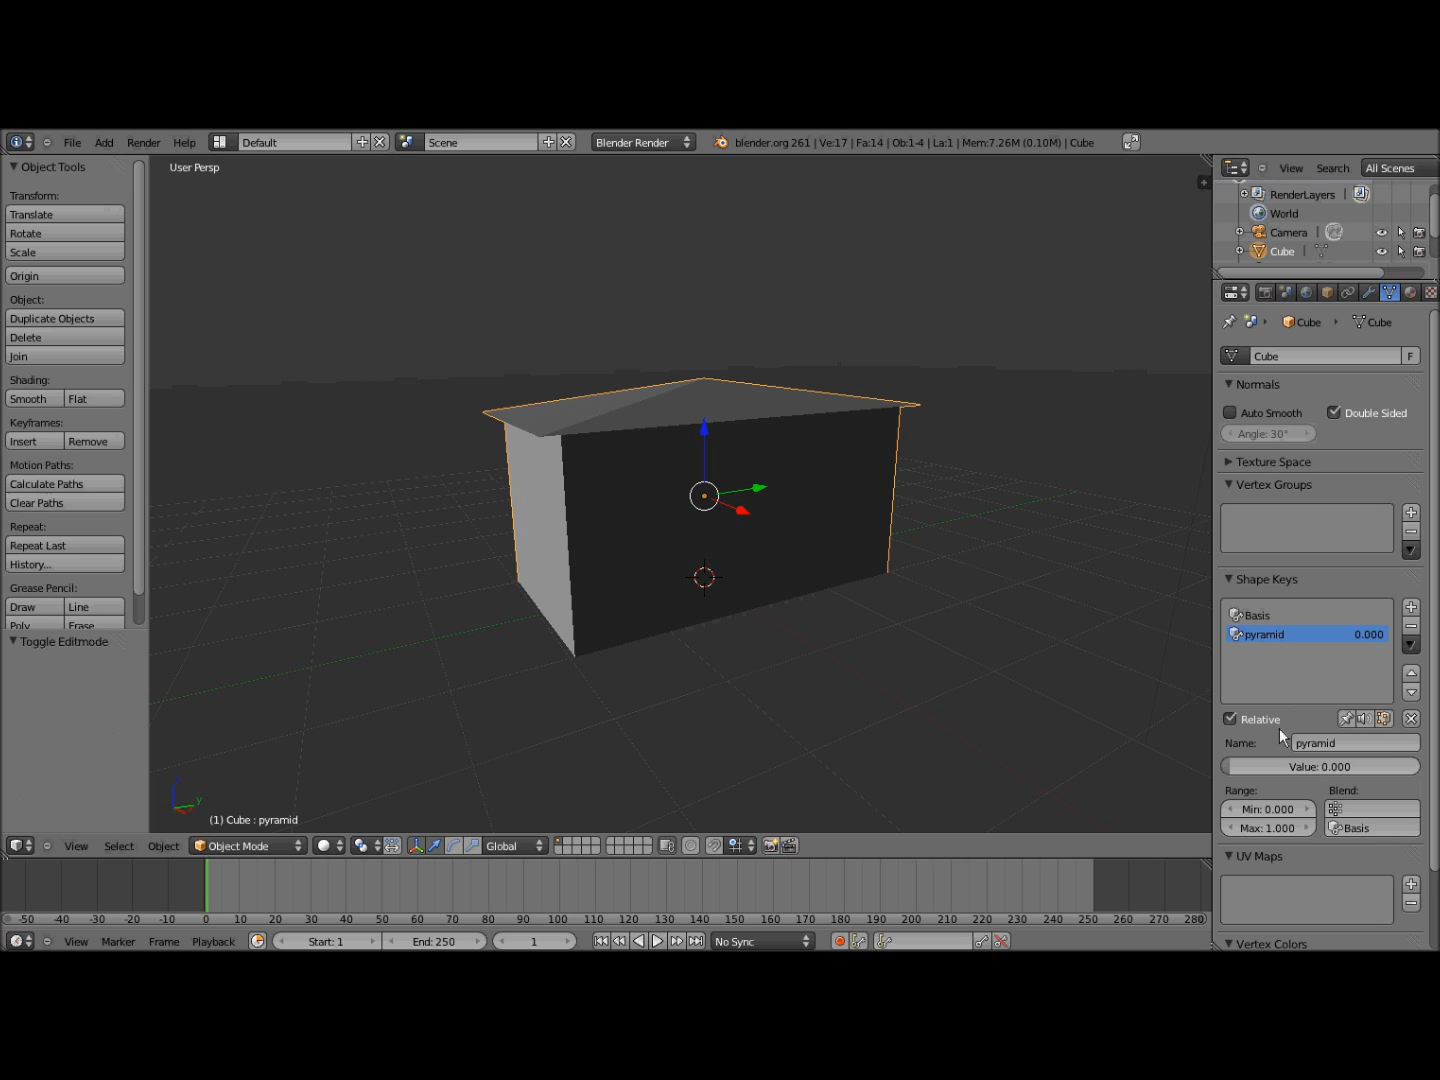 File Add Render Help Default Scene Blender Render blender.org 261 | Ve:17 | Fa:14 | Ob:1-4 | La:1 | Mem:7.26M (0.10M) | Cube
Object Tools
Transform:
Translate
Rotate
Scale
Origin
Object:
Duplicate Objects
Delete
Join
Shading:
Smooth Flat
Keyframes:
Insert Remove
Motion Paths:
Calculate Paths
Clear Paths
Repeat:
Repeat Last
History...
Grease Pencil:
Draw Line
Poly Erase
Toggle Editmode
User Persp
z
y
(1) Cube : pyramid
View Select Object Object Mode Global
-50 -40 -30 -20 -10 0 10 20 30 40 50 60 70 80 90 100 110 120 130 140 150 160 170 180 190 200 210 220 230 240 250 260 270 280
View Marker Frame Playback Start: 1 End: 250 1 No Sync
View Search All Scenes
RenderLayers |
World
Camera |
Cube |
Cube Cube
Cube F
Normals
Auto Smooth Double Sided
Angle: 30°
Texture Space
Vertex Groups
Shape Keys
Basis
pyramid 0.000
Relative
Name: pyramid
Value: 0.000
Range: Blend:
Min: 0.000
Max: 1.000 Basis
UV Maps
Vertex Colors